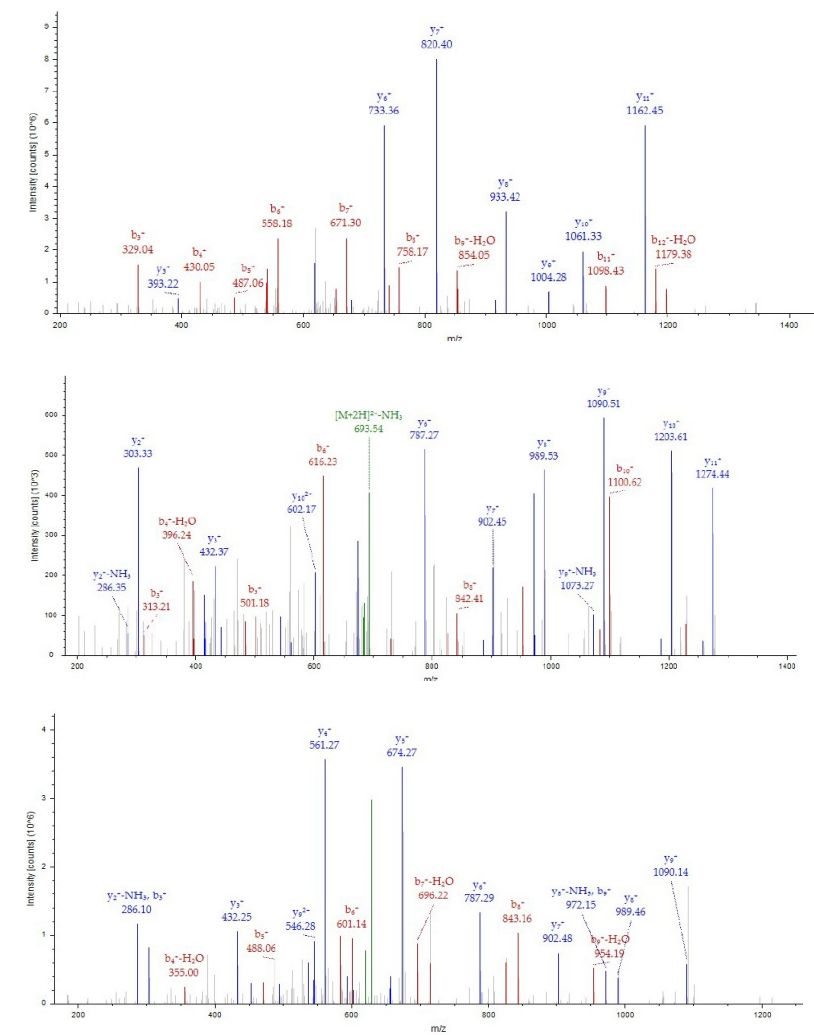 y₇⁺
820.40
y₆⁺
733.36
y₁₁⁺
1162.45
y₈⁺
933.42
b₆⁺
558.18
b₇⁺
671.30
b₃⁺
329.04
b₄⁺
430.05
y₃⁺
393.22
b₅⁺
487.06
b₈⁺
758.17
b₉⁺-H₂O
854.05
y₁₀⁺
1061.33
y₉⁺
1004.28
b₁₁⁺
1098.43
b₁₂⁺-H₂O
1179.38
Intensity [counts] (10^6)
9
8
7
6
5
4
3
2
1
0
200 400 600 800 1000 1200 1400
m/z
[M+2H]²⁺-NH₃
693.54
y₂⁺
303.33
b₆⁺
616.23
y₆⁺
787.27
y₈⁺
989.53
y₉⁺
1090.51
y₁₀⁺
1203.61
y₁₁⁺
1274.44
b₁₀⁺
1100.62
y₁₀²⁺
602.17
b₄⁺-H₂O
396.24
y₃⁺
432.37
y₇⁺
902.45
y₂⁺-NH₃
286.35
b₃⁺
313.21
b₅⁺
501.18
b₈⁺
842.41
y₉⁺-NH₃
1073.27
Intensity [counts] (10^3)
600
500
400
300
200
100
0
200 400 600 800 1000 1200 1400
m/z
y₄⁺
561.27
y₅⁺
674.27
y₂⁺-NH₃, b₃⁺
286.10
y₃⁺
432.25
b₄⁺-H₂O
355.00
b₅⁺
488.06
y₉²⁺
546.28
b₆⁺
601.14
b₇⁺-H₂O
696.22
y₆⁺
787.29
b₈⁺
843.16
y₇⁺
902.48
y₈⁺-NH₃, b₉⁺
972.15
y₈⁺
989.46
b₉⁺-H₂O
954.19
y₉⁺
1090.14
Intensity [counts] (10^6)
4
3
2
1
0
200 400 600 800 1000 1200
m/z